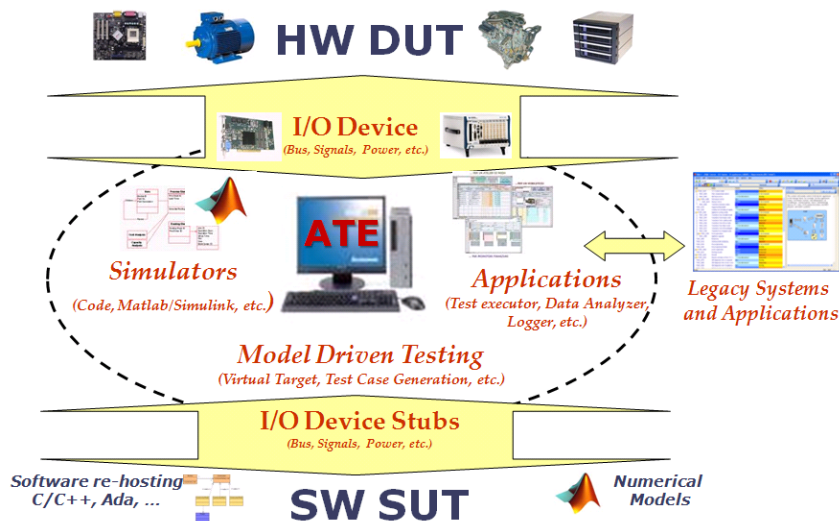 HW DUT
I/O Device
(Bus, Signals, Power, etc.)
ATE
Simulators
(Code, Matlab/Simulink, etc.)
Applications
(Test executor, Data Analyzer,
Logger, etc.)
Legacy Systems
and Applications
Model Driven Testing
(Virtual Target, Test Case Generation, etc.)
I/O Device Stubs
(Bus, Signals, Power, etc.)
Software re-hosting
C/C++, Ada, ...
SW SUT
Numerical
Models